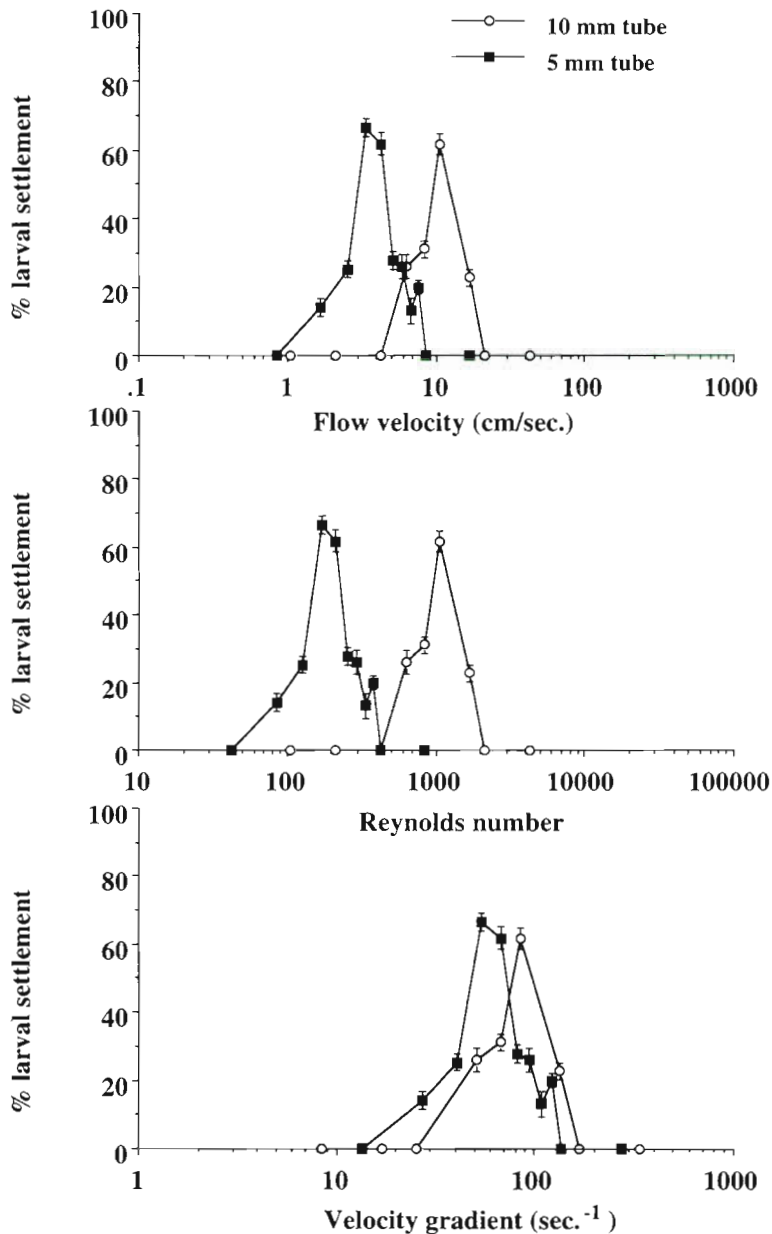 10 mm tube
5 mm tube
% larval settlement
100
80
60
40
20
0
.1 1 10 100 1000
Flow velocity (cm/sec.)
% larval settlement
100
80
60
40
20
0
10 100 1000 10000 100000
Reynolds number
% larval settlement
100
80
60
40
20
0
1 10 100 1000
Velocity gradient (sec.⁻¹)